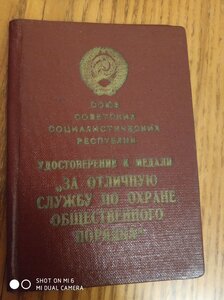 СОЮЗ
СОВЕТСКИХ
СОЦИАЛИСТИЧЕСКИХ
РЕСПУБЛИК
УДОСТОВЕРЕНИЕ К МЕДАЛИ
„ЗА ОТЛИЧНУЮ
СЛУЖБУ ПО ОХРАНЕ
ОБЩЕСТВЕННОГО
ПОРЯДКА"
SHOT ON MI 6
MI DUAL CAMERA